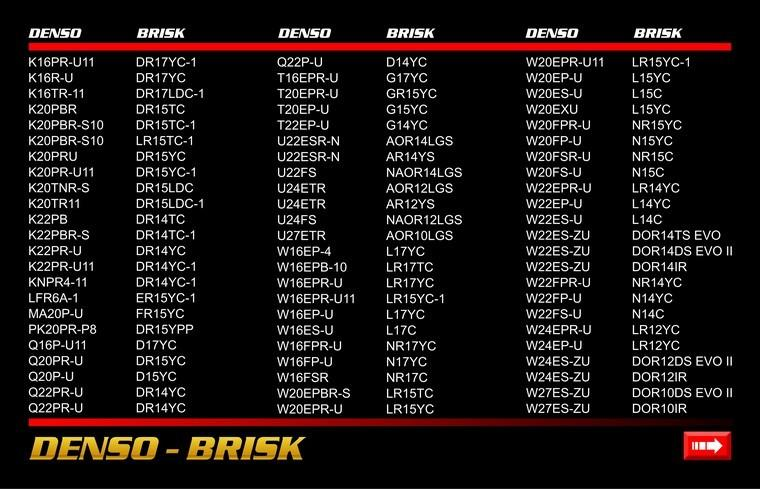 DENSO BRISK DENSO BRISK DENSO BRISK
K16PR-U11 DR17YC-1 Q22P-U D14YC W20EPR-U11 LR15YC-1
K16R-U DR17YC T16EPR-U G17YC W20EP-U L15YC
K16TR-11 DR17LDC-1 T20EPR-U GR15YC W20ES-U L15C
K20PBR DR15TC T20EP-U G15YC W20EXU L15YC
K20PBR-S10 DR15TC-1 T22EP-U G14YC W20FPR-U NR15YC
K20PBR-S10 LR15TC-1 U22ESR-N AOR14LGS W20FP-U N15YC
K20PRU DR15YC U22ESR-N AR14YS W20FSR-U NR15C
K20PR-U11 DR15YC-1 U22FS NAOR14LGS W20FS-U N15C
K20TNR-S DR15LDC U24ETR AOR12LGS W22EPR-U LR14YC
K20TR11 DR15LDC-1 U24ETR AR12YS W22EP-U L14YC
K22PB DR14TC U24FS NAOR12LGS W22ES-U L14C
K22PBR-S DR14TC-1 U27ETR AOR10LGS W22ES-ZU DOR14TS EVO
K22PR-U DR14YC W16EP-4 L17YC W22ES-ZU DOR14DS EVO II
K22PR-U11 DR14YC-1 W16EPB-10 LR17TC W22ES-ZU DOR14IR
KNPR4-11 DR14YC-1 W16EPR-U LR17YC W22FPR-U NR14YC
LFR6A-1 ER15YC-1 W16EPR-U11 LR15YC-1 W22FP-U N14YC
MA20P-U FR15YC W16EP-U L17YC W22FS-U N14C
PK20PR-P8 DR15YPP W16ES-U L17C W24EPR-U LR12YC
Q16P-U11 D17YC W16FPR-U NR17YC W24EP-U LR12YC
Q20PR-U DR15YC W16FP-U N17YC W24ES-ZU DOR12DS EVO II
Q20P-U D15YC W16FSR NR17C W24ES-ZU DOR12IR
Q22PR-U DR14YC W20EPBR-S LR15TC W27ES-ZU DOR10DS EVO II
Q22PR-U DR14YC W20EPR-U LR15YC W27ES-ZU DOR10IR
DENSO - BRISK